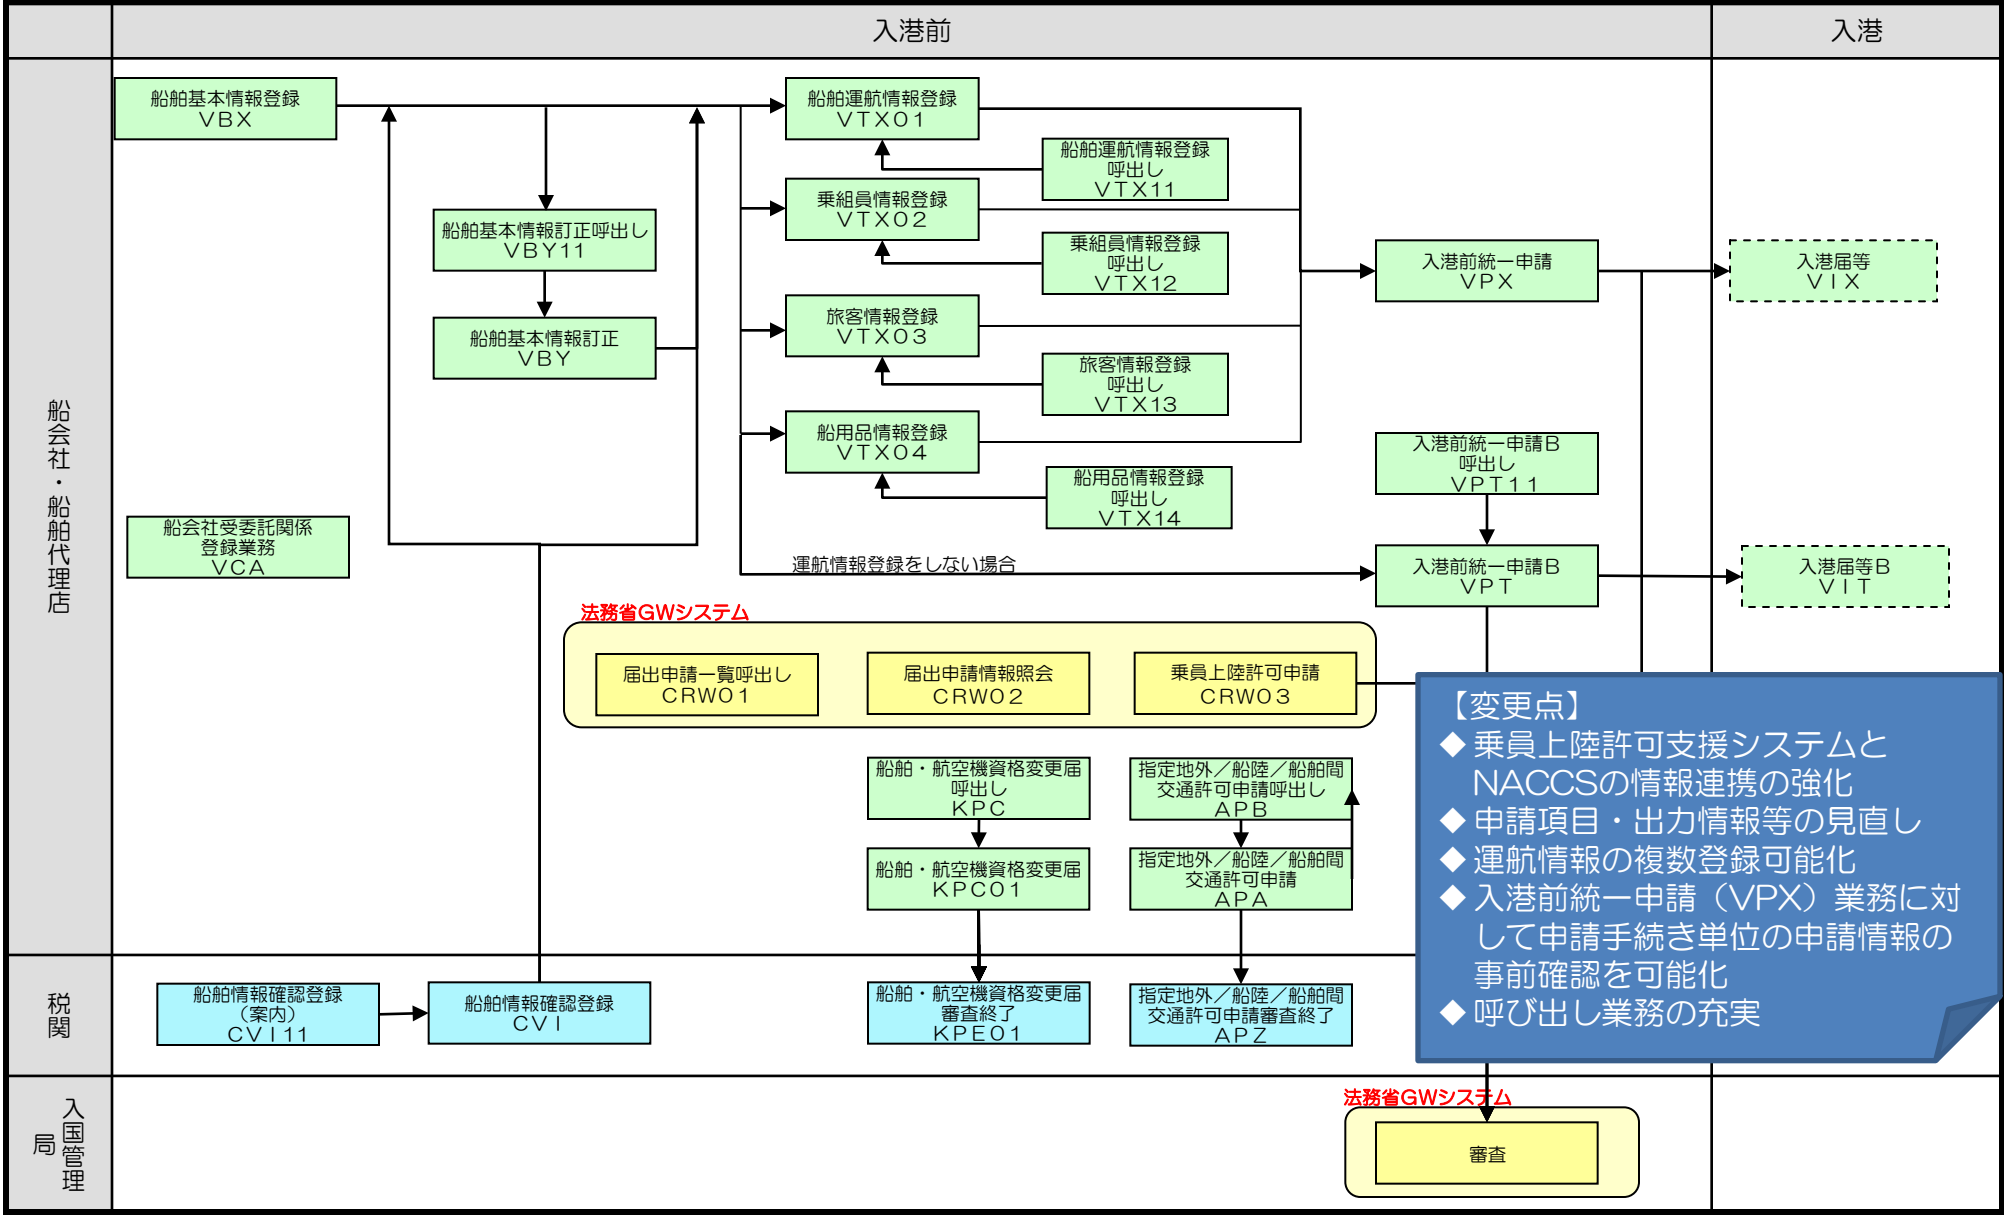 入港前
入港
船会社・船舶代理店
船舶基本情報登録
ＶＢＸ
船舶基本情報訂正呼出し
ＶＢＹ11
船舶基本情報訂正
ＶＢＹ
船会社受委託関係
登録業務
ＶＣＡ
船舶運航情報登録
ＶＴＸ０１
船舶運航情報登録
呼出し
ＶＴＸ11
乗組員情報登録
ＶＴＸ０２
乗組員情報登録
呼出し
ＶＴＸ12
旅客情報登録
ＶＴＸ０３
旅客情報登録
呼出し
ＶＴＸ13
船用品情報登録
ＶＴＸ０４
船用品情報登録
呼出し
ＶＴＸ14
運航情報登録をしない場合
入港前統一申請
ＶＰＸ
入港前統一申請Ｂ
呼出し
ＶＰＴ１１
入港前統一申請Ｂ
ＶＰＴ
入港届等
ＶＩＸ
入港届等Ｂ
ＶＩＴ
法務省GWシステム
届出申請一覧呼出し
ＣＲＷ０１
届出申請情報照会
ＣＲＷ０２
乗員上陸許可申請
ＣＲＷ０３
船舶・航空機資格変更届
呼出し
ＫＰＣ
船舶・航空機資格変更届
ＫＰＣ０１
指定地外／船陸／船舶間
交通許可申請呼出し
ＡＰＢ
指定地外／船陸／船舶間
交通許可申請
ＡＰＡ
【変更点】
◆ 乗員上陸許可支援システムと
NACCSの情報連携の強化
◆ 申請項目・出力情報等の見直し
◆ 運航情報の複数登録可能化
◆ 入港前統一申請（VPX）業務に対
して申請手続き単位の申請情報の
事前確認を可能化
◆ 呼び出し業務の充実
税関
船舶情報確認登録
（案内）
ＣＶＩ11
船舶情報確認登録
ＣＶＩ
船舶・航空機資格変更届
審査終了
ＫＰＥ０１
指定地外／船陸／船舶間
交通許可申請審査終了
ＡＰＺ
入国管理
局
法務省GWシステム
審査